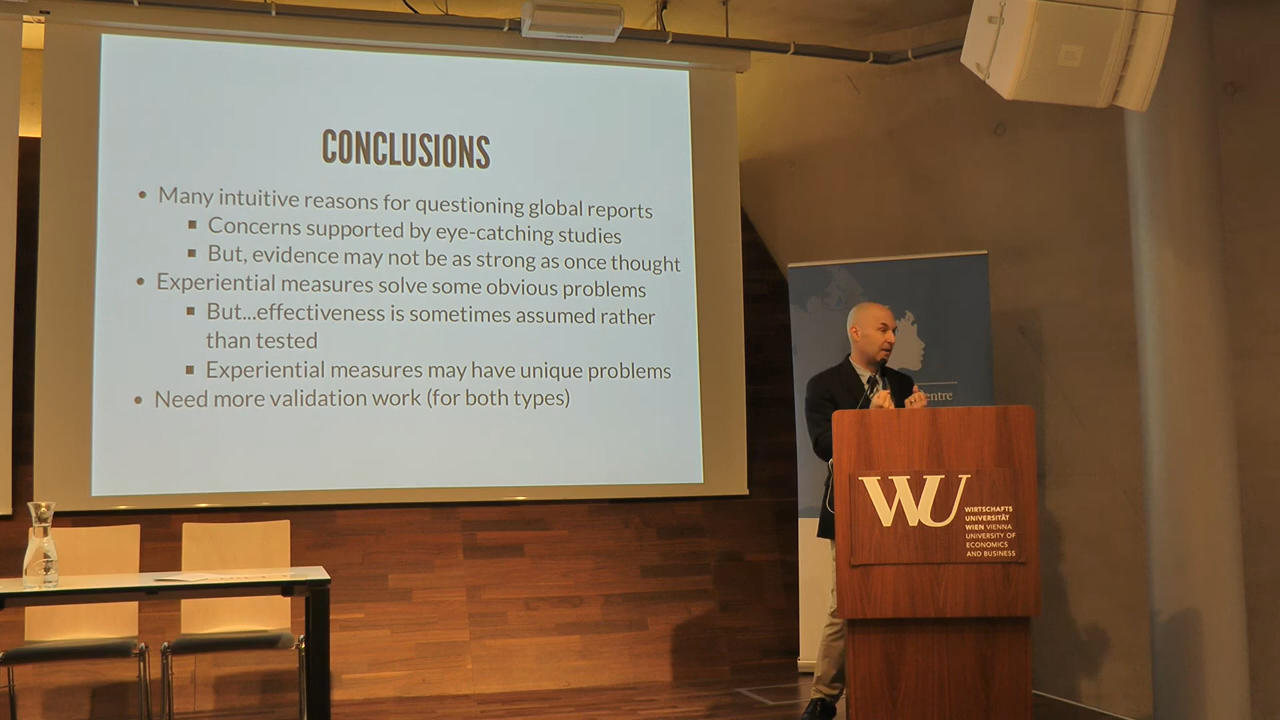 CONCLUSIONS
• Many intuitive reasons for questioning global reports
▪ Concerns supported by eye-catching studies
▪ But, evidence may not be as strong as once thought
• Experiential measures solve some obvious problems
▪ But...effectiveness is sometimes assumed rather
than tested
▪ Experiential measures may have unique problems
• Need more validation work (for both types)
entre
WU
WIRTSCHAFTS
UNIVERSITÄT
WIEN VIENNA
UNIVERSITY OF
ECONOMICS
AND BUSINESS